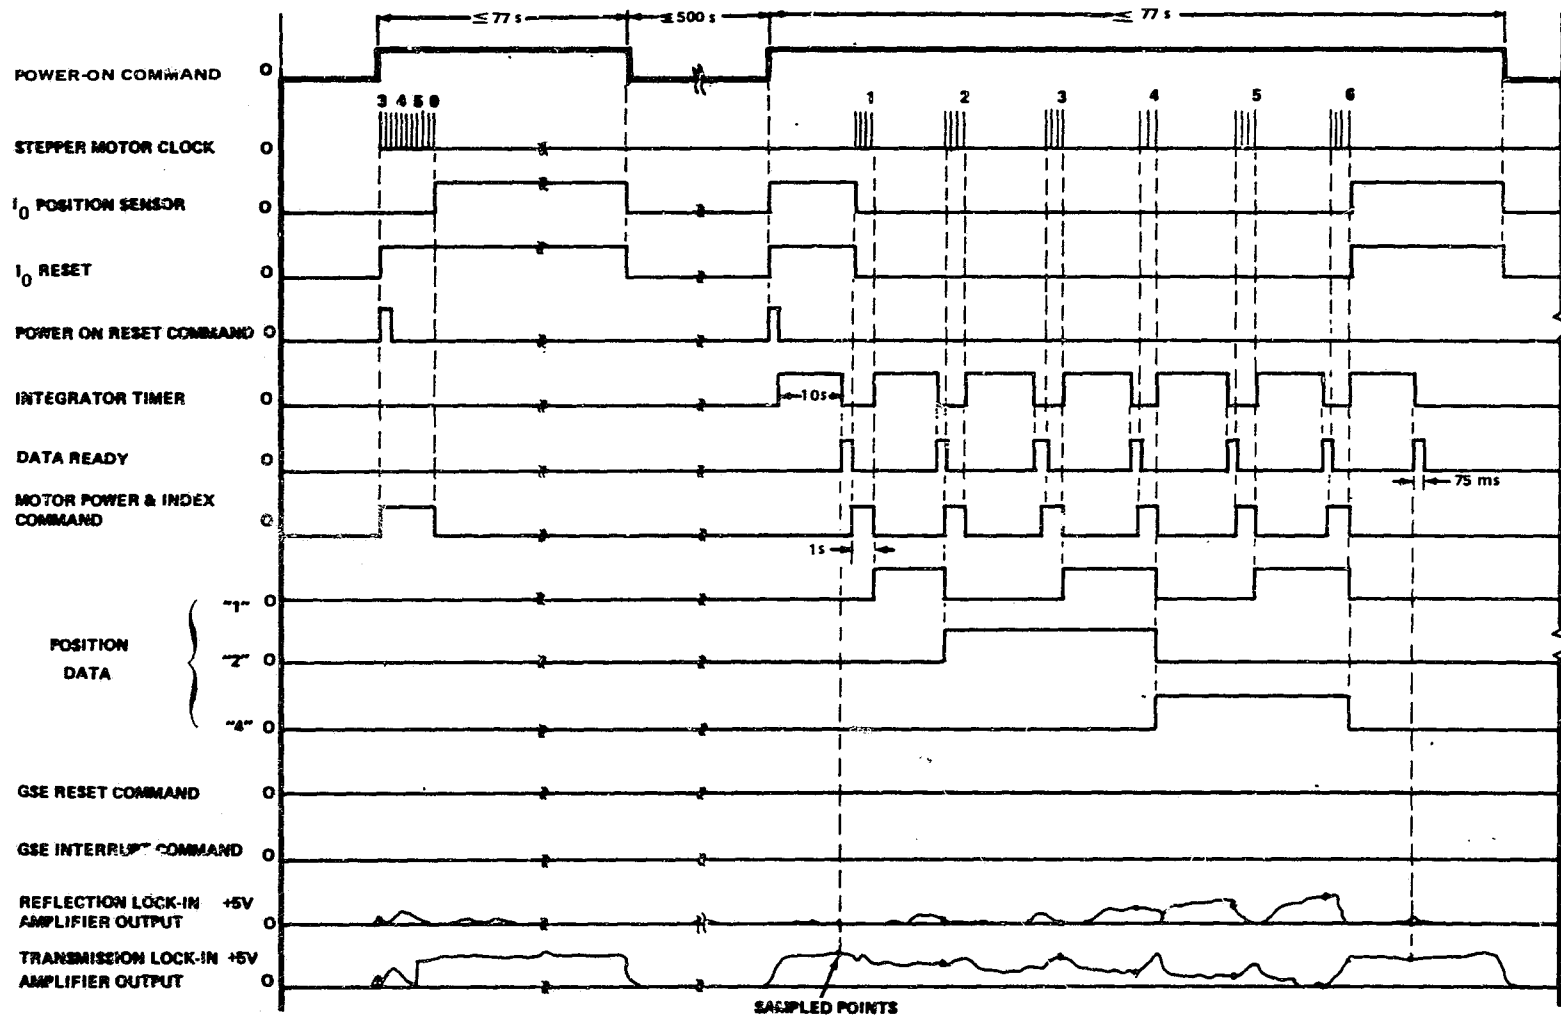 ≤ 77 s
≤ 500 s
≤ 77 s
POWER-ON COMMAND 0
3 4 5 0
1 2 3 4 5 6
STEPPER MOTOR CLOCK 0
I0 POSITION SENSOR 0
I0 RESET 0
POWER ON RESET COMMAND 0
INTEGRATOR TIMER 0
10s
DATA READY 0
75 ms
MOTOR POWER & INDEX
COMMAND 0
1s
"1" 0
POSITION
DATA
"2" 0
"4" 0
GSE RESET COMMAND 0
GSE INTERRUPT COMMAND 0
REFLECTION LOCK-IN +5V
AMPLIFIER OUTPUT 0
TRANSMISSION LOCK-IN +5V
AMPLIFIER OUTPUT 0
SAMPLED POINTS